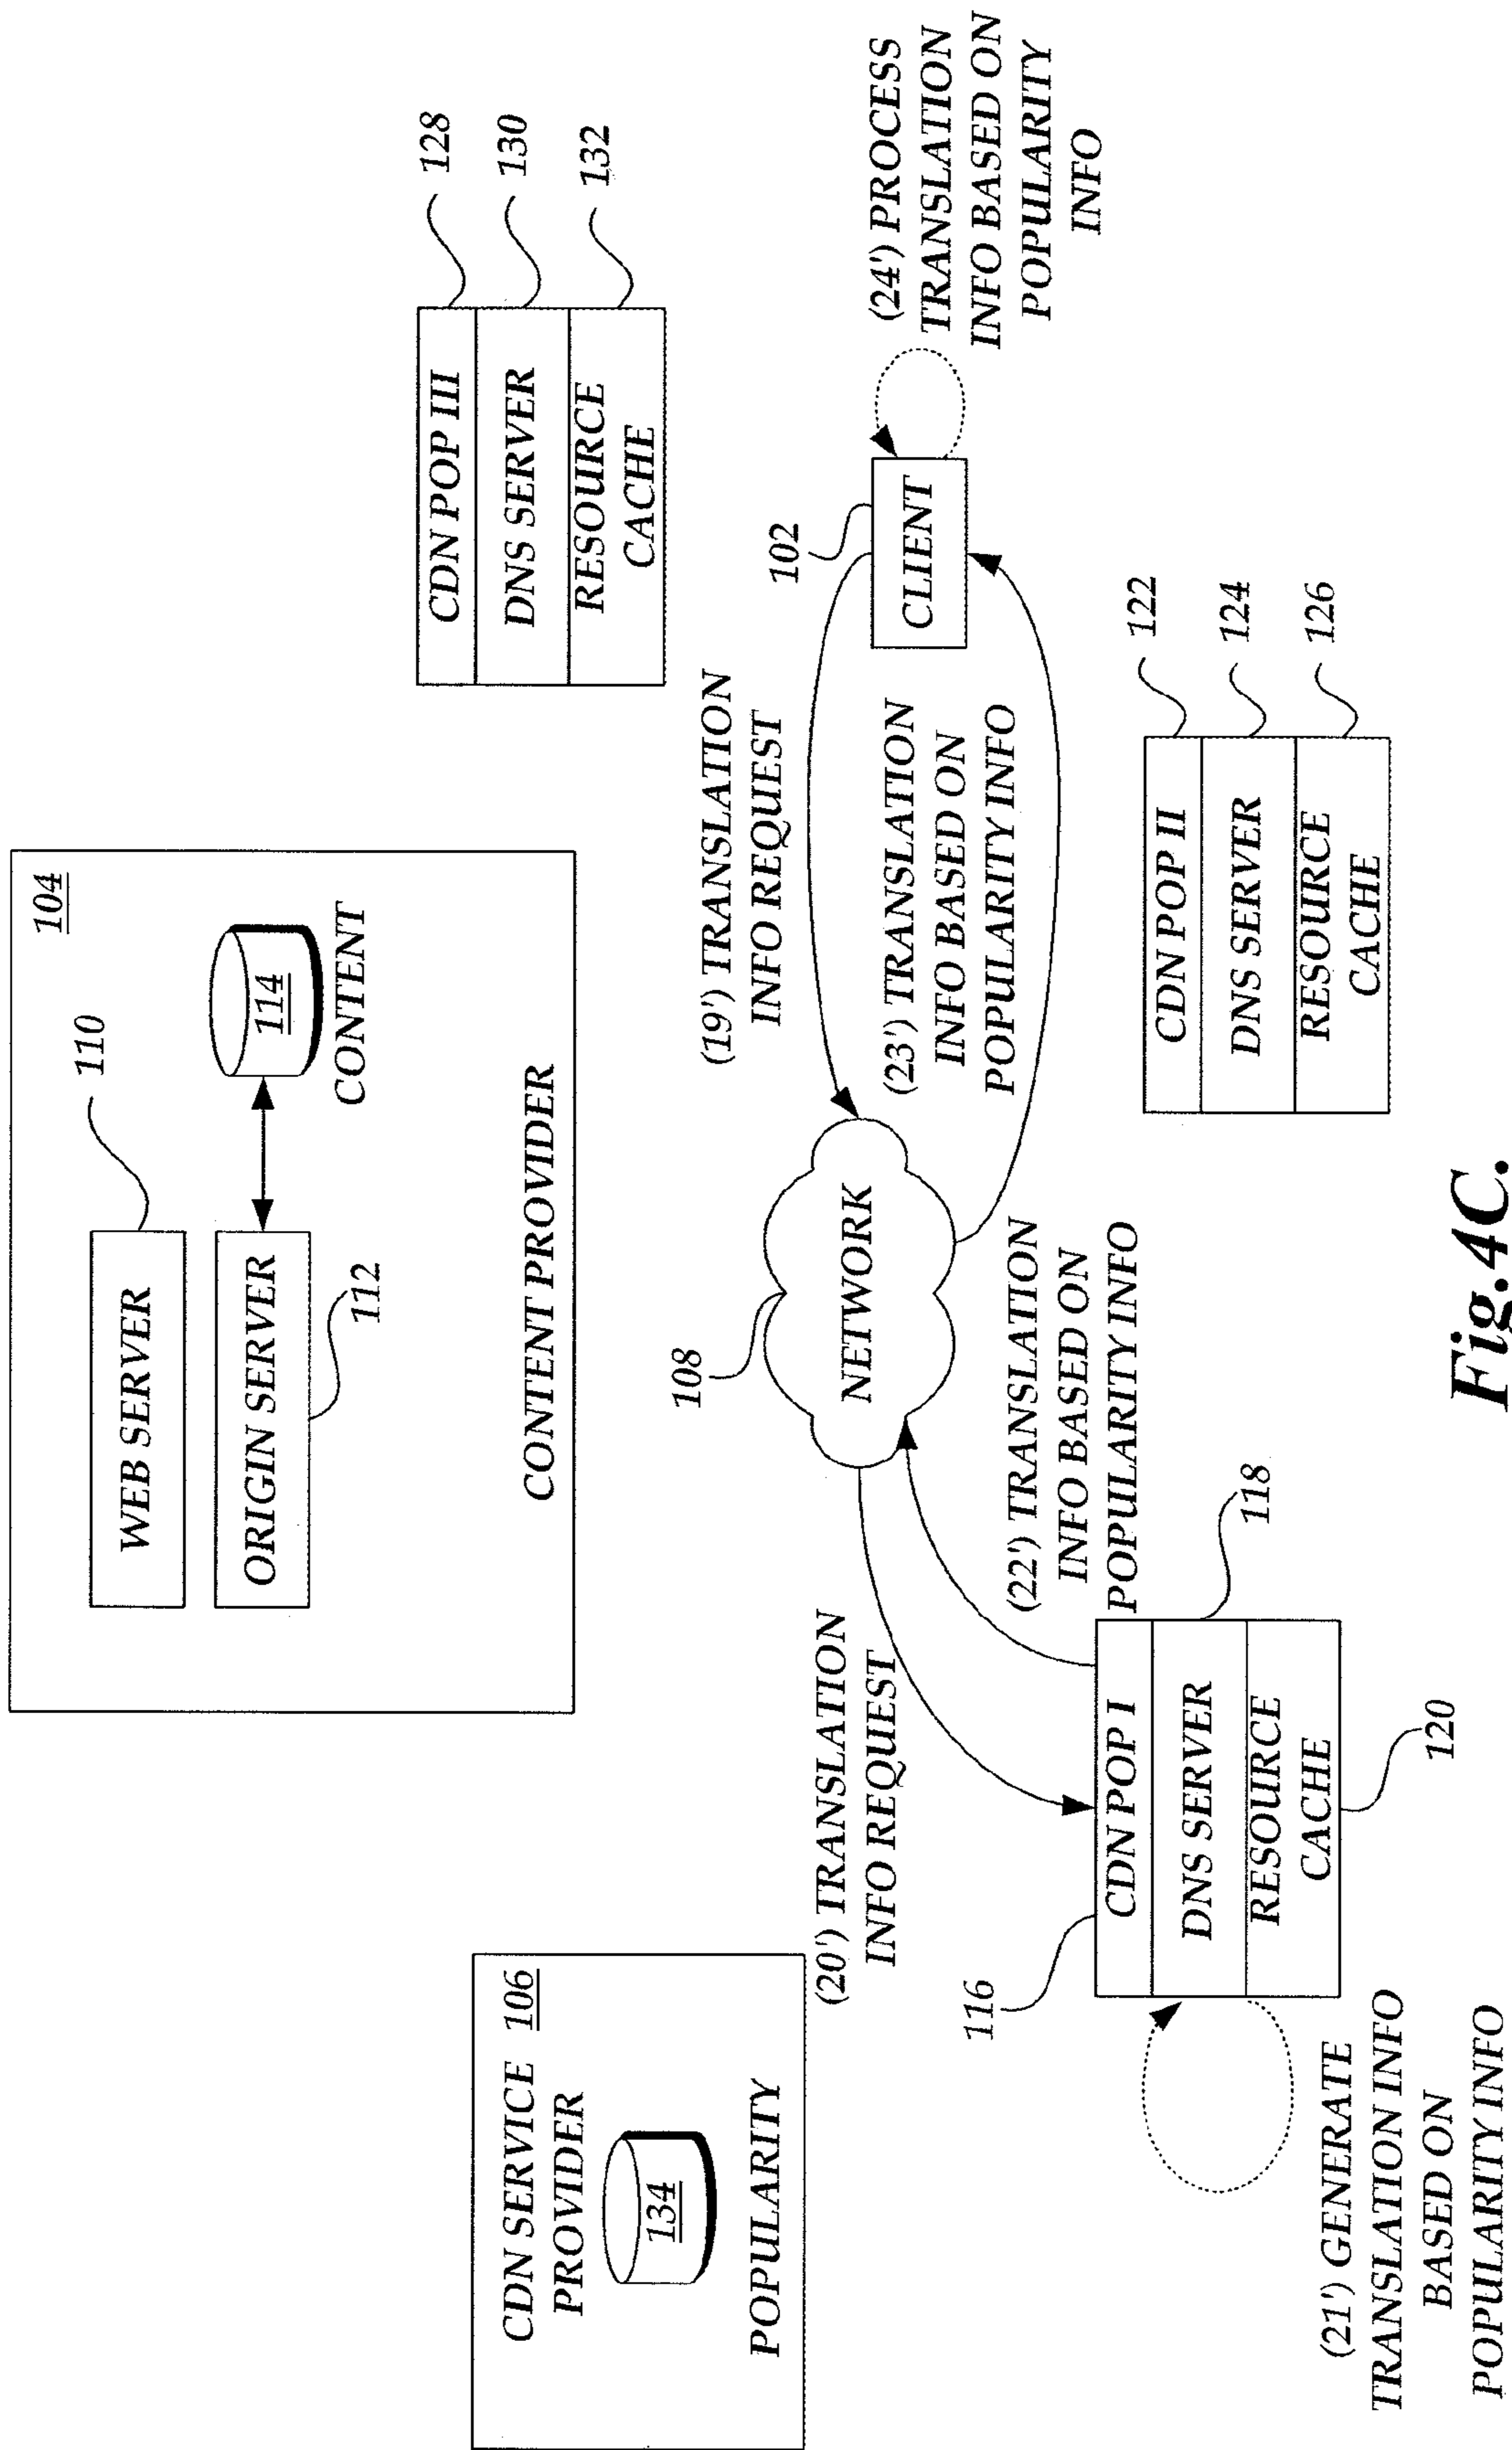 104
WEB SERVER
110
ORIGIN SERVER
112
114
CONTENT
CONTENT PROVIDER
CDN SERVICE 106
PROVIDER
134
POPULARITY
CDN POP III
DNS SERVER
RESOURCE
CACHE
128
130
132
(19') TRANSLATION
INFO REQUEST
102
CLIENT
(24') PROCESS
TRANSLATION
INFO BASED ON
POPULARITY
INFO
108
NETWORK
(20') TRANSLATION
INFO REQUEST
(23') TRANSLATION
INFO BASED ON
POPULARITY INFO
(22') TRANSLATION
INFO BASED ON
POPULARITY INFO
116
CDN POP I
DNS SERVER
RESOURCE
CACHE
118
120
CDN POP II
DNS SERVER
RESOURCE
CACHE
122
124
126
(21') GENERATE
TRANSLATION INFO
BASED ON
POPULARITY INFO
Fig.4C.